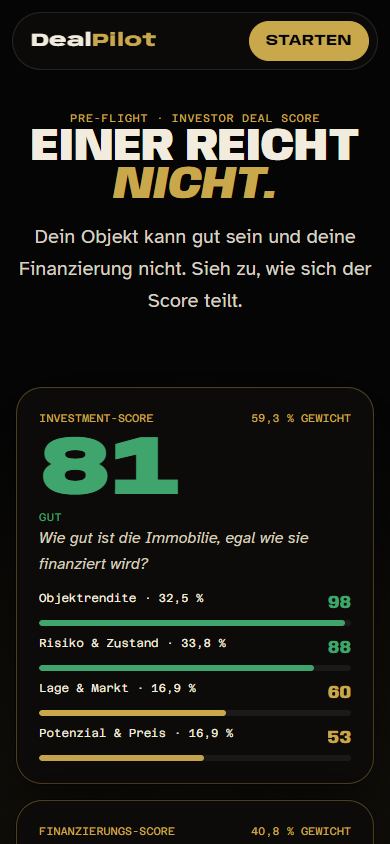 DealPilot
STARTEN
PRE-FLIGHT · INVESTOR DEAL SCORE
EINER REICHT
NICHT.
Dein Objekt kann gut sein und deine
Finanzierung nicht. Sieh zu, wie sich der
Score teilt.
INVESTMENT-SCORE
59,3 % GEWICHT
81
GUT
Wie gut ist die Immobilie, egal wie sie
finanziert wird?
Objektrendite · 32,5 %
98
Risiko & Zustand · 33,8 %
88
Lage & Markt · 16,9 %
60
Potenzial & Preis · 16,9 %
53
FINANZIERUNGS-SCORE
40,8 % GEWICHT